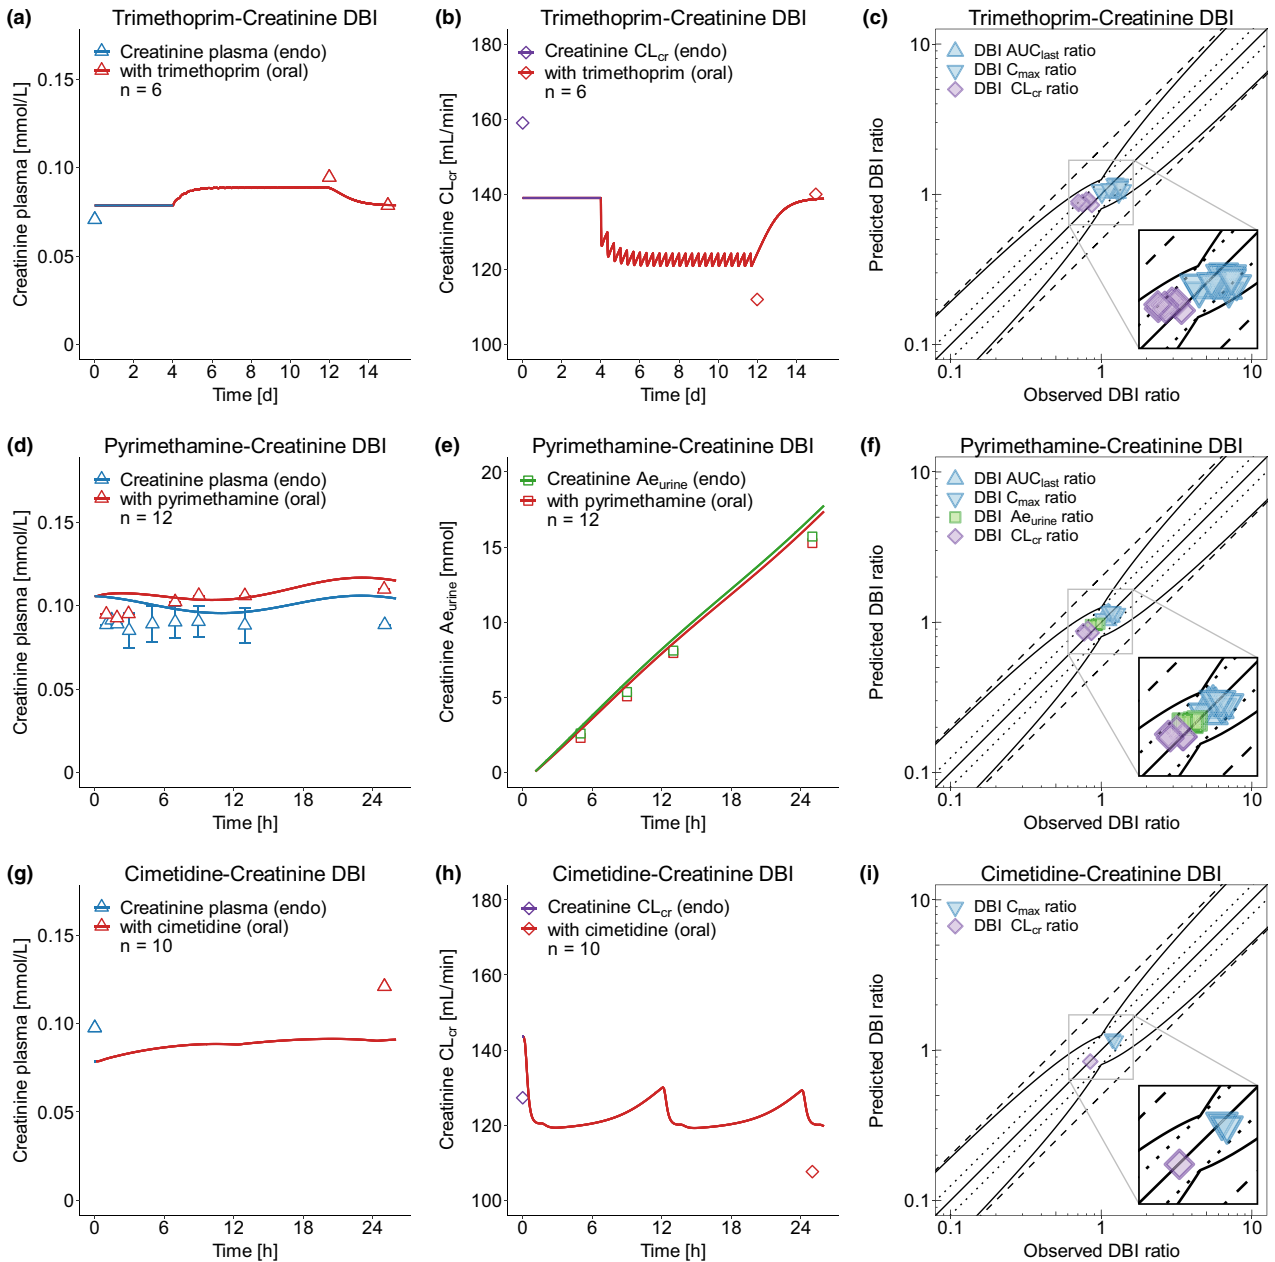 (a) Trimethoprim-Creatinine DBI
Creatinine plasma [mmol/L]
0.15
0.10
0.05
0
Creatinine plasma (endo)
with trimethoprim (oral)
n = 6
0 2 4 6 8 10 12 14
Time [d]
(b) Trimethoprim-Creatinine DBI
Creatinine CLcr [mL/min]
180
160
140
120
100
Creatinine CLcr (endo)
with trimethoprim (oral)
n = 6
0 2 4 6 8 10 12 14
Time [d]
(c) Trimethoprim-Creatinine DBI
Predicted DBI ratio
10
1
0.1
DBI AUClast ratio
DBI Cmax ratio
DBI CLcr ratio
0.1 1 10
Observed DBI ratio
(d) Pyrimethamine-Creatinine DBI
Creatinine plasma [mmol/L]
0.15
0.10
0.05
0
Creatinine plasma (endo)
with pyrimethamine (oral)
n = 12
0 6 12 18 24
Time [h]
(e) Pyrimethamine-Creatinine DBI
Creatinine Aeurine [mmol]
20
15
10
5
0
Creatinine Aeurine (endo)
with pyrimethamine (oral)
n = 12
0 6 12 18 24
Time [h]
(f) Pyrimethamine-Creatinine DBI
Predicted DBI ratio
10
1
0.1
DBI AUClast ratio
DBI Cmax ratio
DBI Aeurine ratio
DBI CLcr ratio
0.1 1 10
Observed DBI ratio
(g) Cimetidine-Creatinine DBI
Creatinine plasma [mmol/L]
0.15
0.10
0.05
0
Creatinine plasma (endo)
with cimetidine (oral)
n = 10
0 6 12 18 24
Time [h]
(h) Cimetidine-Creatinine DBI
Creatinine CLcr [mL/min]
180
160
140
120
100
Creatinine CLcr (endo)
with cimetidine (oral)
n = 10
0 6 12 18 24
Time [h]
(i) Cimetidine-Creatinine DBI
Predicted DBI ratio
10
1
0.1
DBI Cmax ratio
DBI CLcr ratio
0.1 1 10
Observed DBI ratio